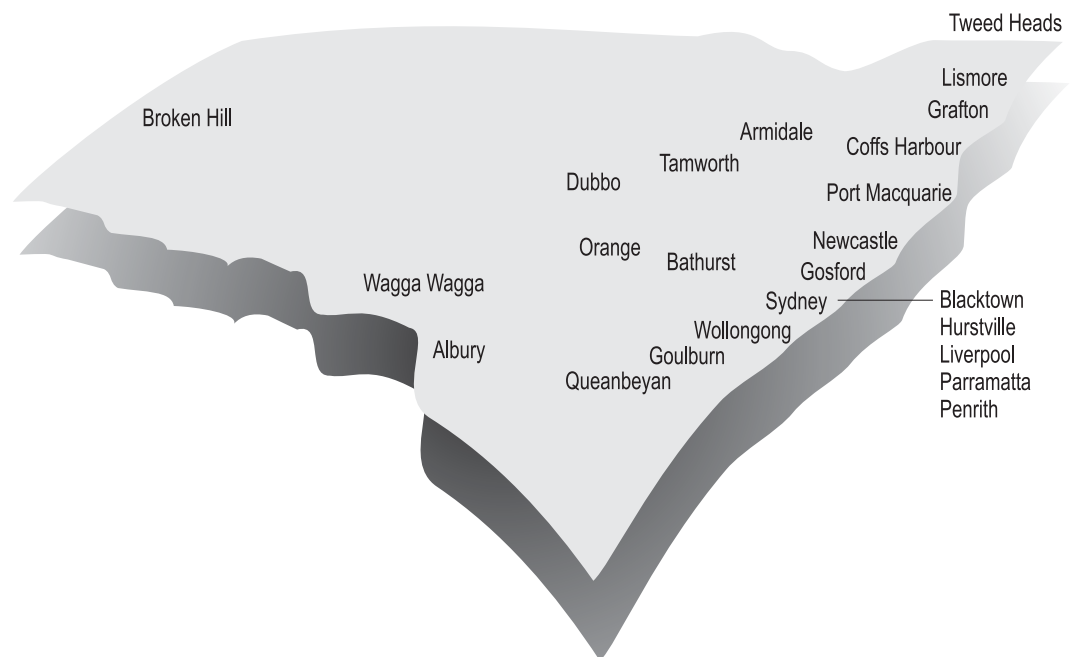 Tweed Heads
Lismore
Grafton
Broken Hill
Armidale
Coffs Harbour
Tamworth
Dubbo
Port Macquarie
Newcastle
Orange
Bathurst
Gosford
Wagga Wagga
Sydney
Blacktown
Hurstville
Liverpool
Parramatta
Penrith
Wollongong
Albury
Goulburn
Queanbeyan